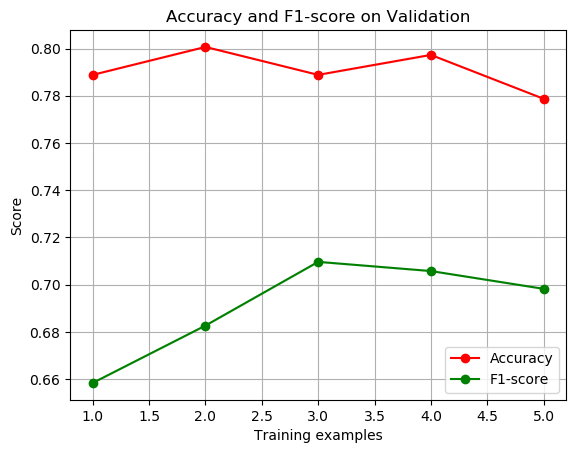 Accuracy and F1-score on Validation
Score
0.80
0.78
0.76
0.74
0.72
0.70
0.68
0.66
Accuracy
F1-score
1.0 1.5 2.0 2.5 3.0 3.5 4.0 4.5 5.0
Training examples